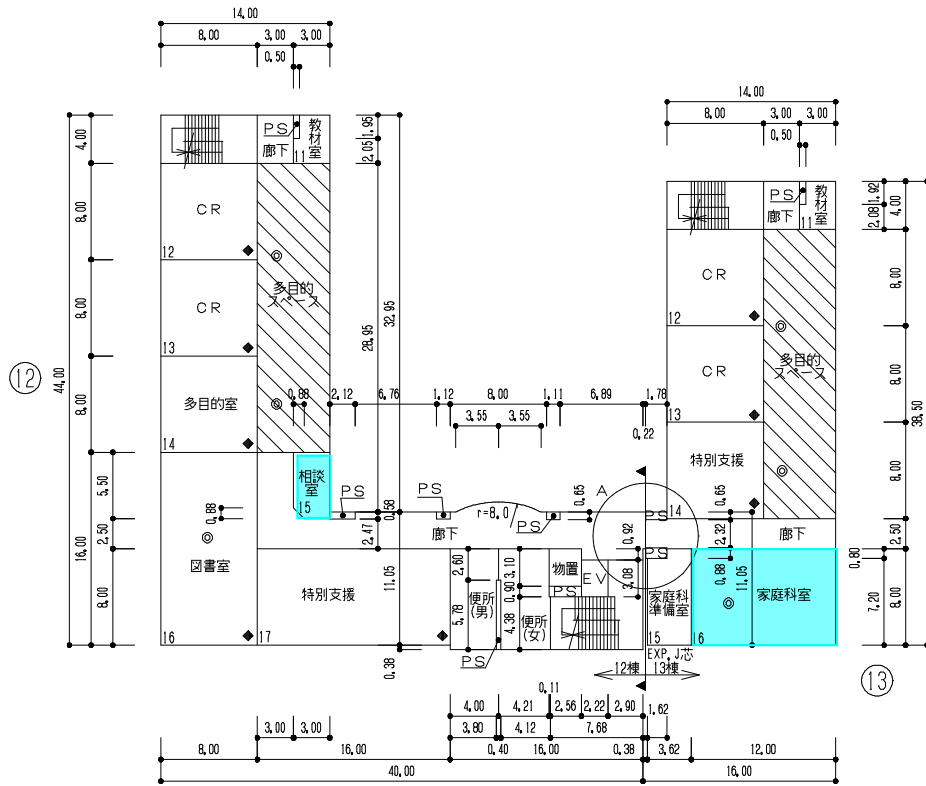 14.00
8.00
3.00
3.00
0.50
14.00
8.00
3.00
3.00
0.50
4.00
8.00
8.00
8.00
16.00
5.50
2.50
8.00
44.00
12
PS
廊下
教材室
11
CR
12
CR
13
多目的室
14
多目的
スペース
相談室
15
図書室
16
特別支援
17
0.88
1.95
2.05
28.95
32.95
0.88
2.12
6.76
1.12
8.00
1.11
6.89
1.78
3.55
3.55
0.22
PS
PS
r=8.0
PS
廊下
0.58
2.47
11.05
0.38
2.60
5.78
便所
(男)
3.10
0.90
4.38
便所
(女)
物置
PS
EV
PS
0.65
0.92
3.08
A
PS
PS
0.65
2.32
0.88
11.05
PS
廊下
教材室
11
CR
12
CR
13
特別支援
14
多目的
スペース
廊下
家庭科
準備室
15
家庭科室
16
EXP.J芯
12棟
13棟
1.92
2.08
4.00
8.00
8.00
8.00
2.50
0.80
7.20
8.00
38.50
13
0.11
4.00
4.21
2.56
2.22
2.90
1.62
3.00
3.00
3.80
4.12
7.68
8.00
16.00
0.40
16.00
0.38
3.62
12.00
40.00
16.00